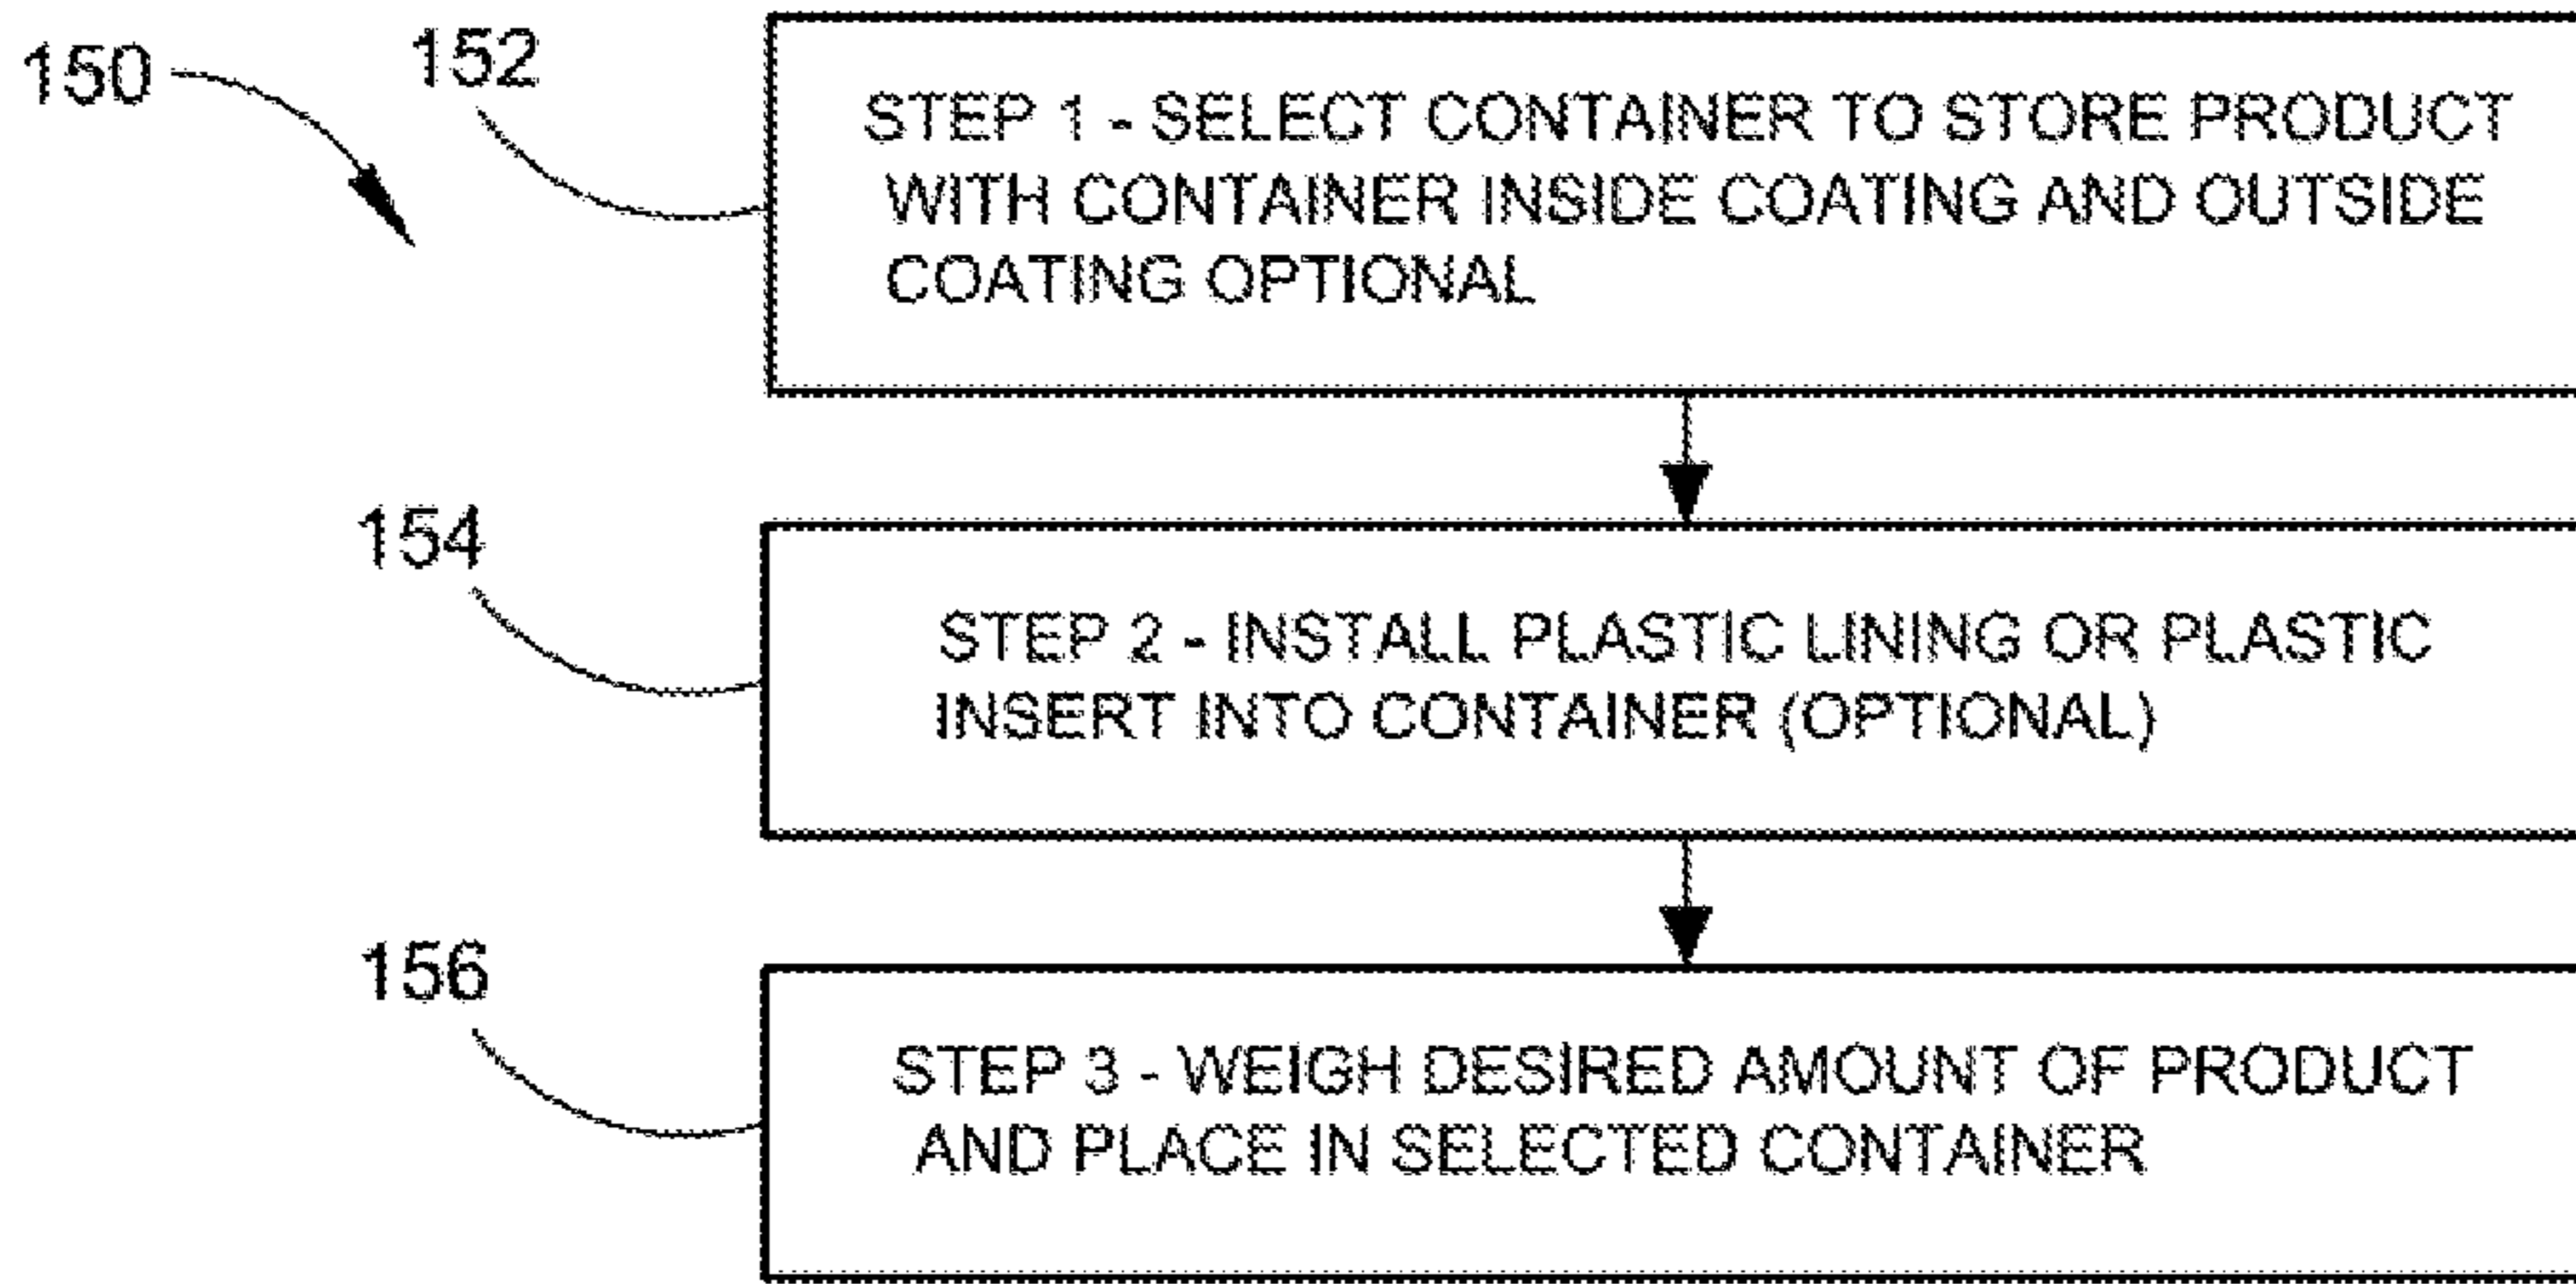 150
152
STEP 1 - SELECT CONTAINER TO STORE PRODUCT
WITH CONTAINER INSIDE COATING AND OUTSIDE
COATING OPTIONAL
154
STEP 2 - INSTALL PLASTIC LINING OR PLASTIC
INSERT INTO CONTAINER (OPTIONAL)
156
STEP 3 - WEIGH DESIRED AMOUNT OF PRODUCT
AND PLACE IN SELECTED CONTAINER